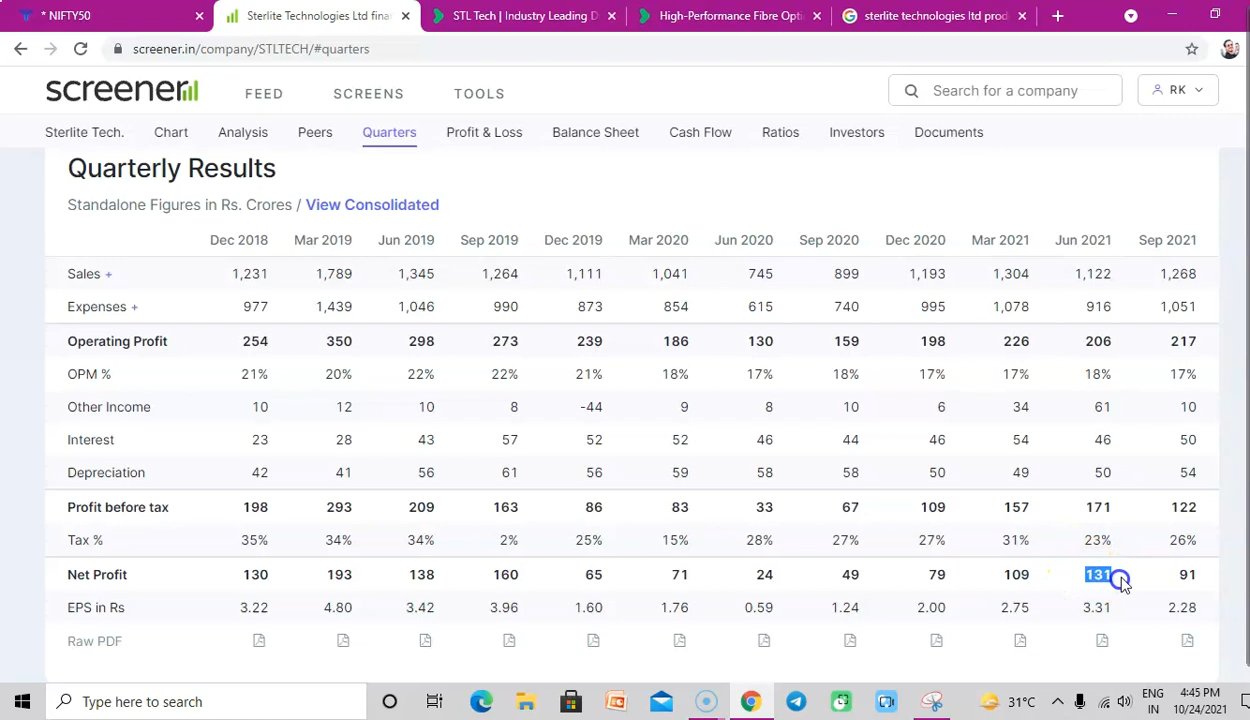 * NIFTY50
Sterlite Technologies Ltd fina
STL Tech | Industry Leading D
High-Performance Fibre Opti
sterlite technologies ltd prod
screener.in/company/STLTECH/#quarters
screener FEED SCREENS TOOLS Search for a company RK
Sterlite Tech. Chart Analysis Peers Quarters Profit & Loss Balance Sheet Cash Flow Ratios Investors Documents
Quarterly Results
Standalone Figures in Rs. Crores / View Consolidated
Dec 2018 Mar 2019 Jun 2019 Sep 2019 Dec 2019 Mar 2020 Jun 2020 Sep 2020 Dec 2020 Mar 2021 Jun 2021 Sep 2021
Sales + 1,231 1,789 1,345 1,264 1,111 1,041 745 899 1,193 1,304 1,122 1,268
Expenses + 977 1,439 1,046 990 873 854 615 740 995 1,078 916 1,051
Operating Profit 254 350 298 273 239 186 130 159 198 226 206 217
OPM % 21% 20% 22% 22% 21% 18% 17% 18% 17% 17% 18% 17%
Other Income 10 12 10 8 -44 9 8 10 6 34 61 10
Interest 23 28 43 57 52 52 46 44 46 54 46 50
Depreciation 42 41 56 61 56 59 58 58 50 49 50 54
Profit before tax 198 293 209 163 86 83 33 67 109 157 171 122
Tax % 35% 34% 34% 2% 25% 15% 28% 27% 27% 31% 23% 26%
Net Profit 130 193 138 160 65 71 24 49 79 109 131 91
EPS in Rs 3.22 4.80 3.42 3.96 1.60 1.76 0.59 1.24 2.00 2.75 3.31 2.28
Raw PDF
Type here to search
31°C
ENG
IN
4:45 PM
10/24/2021